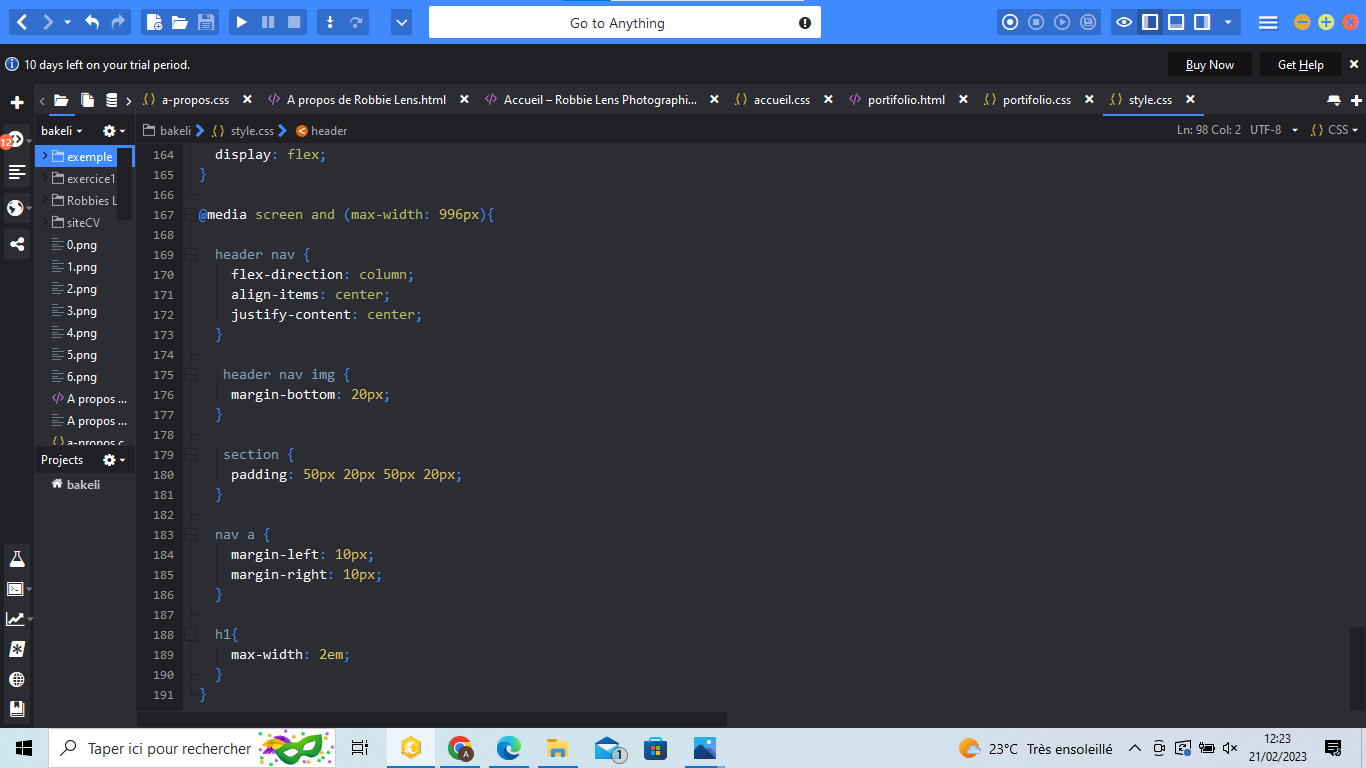 Go to Anything
10 days left on your trial period.
Buy Now
Get Help
a-propos.css
A propos de Robbie Lens.html
Accueil – Robbie Lens Photographi...
accueil.css
portifolio.html
portifolio.css
style.css
bakeli
bakeli
style.css
header
Ln: 98 Col: 2
UTF-8
CSS
12
exemple
exercice1
Robbies L
siteCV
0.png
1.png
2.png
3.png
4.png
5.png
6.png
A propos ...
A propos ...
a-propos.c
Projects
bakeli
164 display: flex;
165 }
166
167 @media screen and (max-width: 996px){
168
169 header nav {
170 flex-direction: column;
171 align-items: center;
172 justify-content: center;
173 }
174
175 header nav img {
176 margin-bottom: 20px;
177 }
178
179 section {
180 padding: 50px 20px 50px 20px;
181 }
182
183 nav a {
184 margin-left: 10px;
185 margin-right: 10px;
186 }
187
188 h1{
189 max-width: 2em;
190 }
191 }
Taper ici pour rechercher
A
1
23°C Très ensoleillé
12:23
21/02/2023